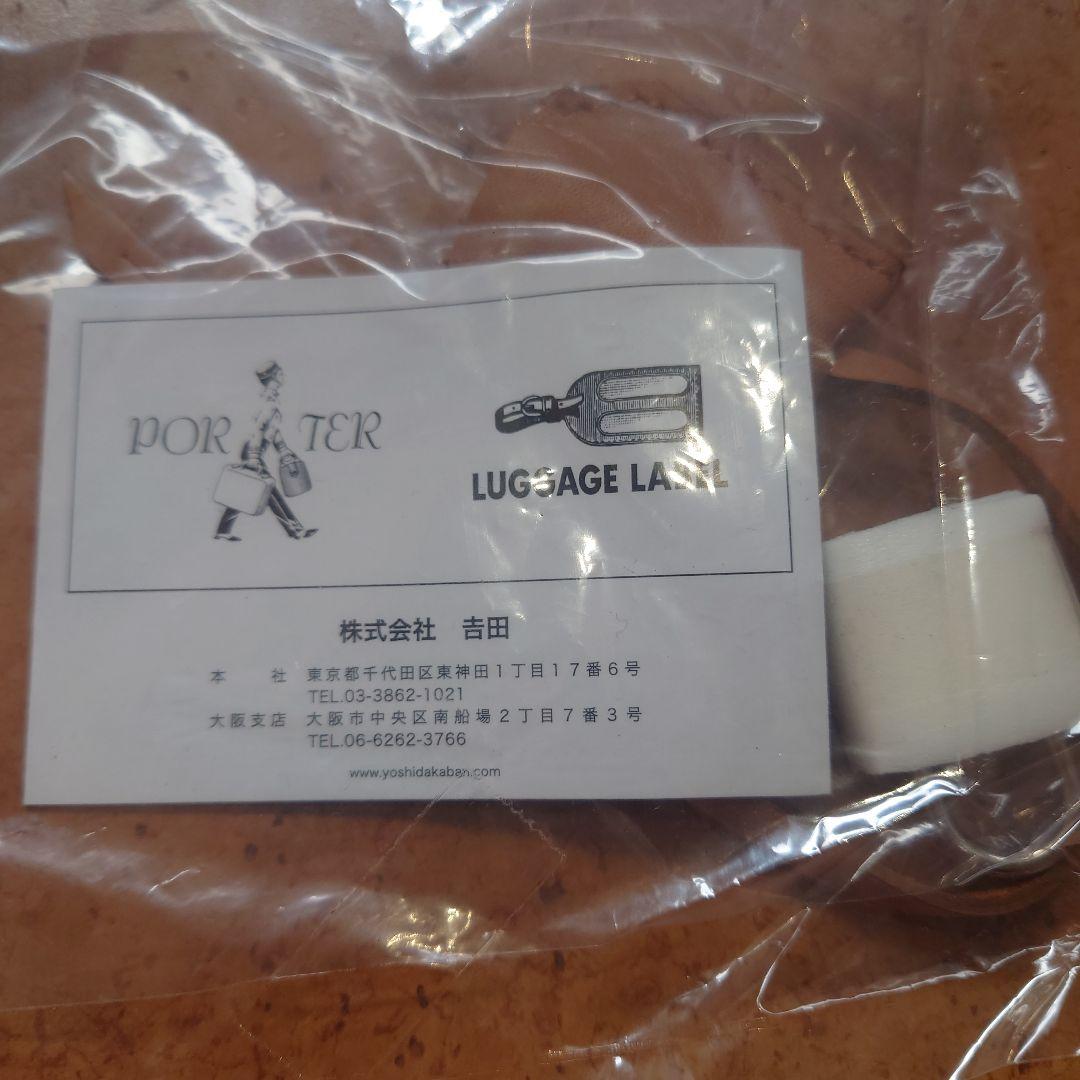 PORTER
LUGGAGE LABEL
株式会社 吉田
本 社 東京都千代田区東神田1丁目17番6号
TEL.03-3862-1021
大阪支店 大阪市中央区南船場2丁目7番3号
TEL.06-6262-3766
www.yoshidakaban.com